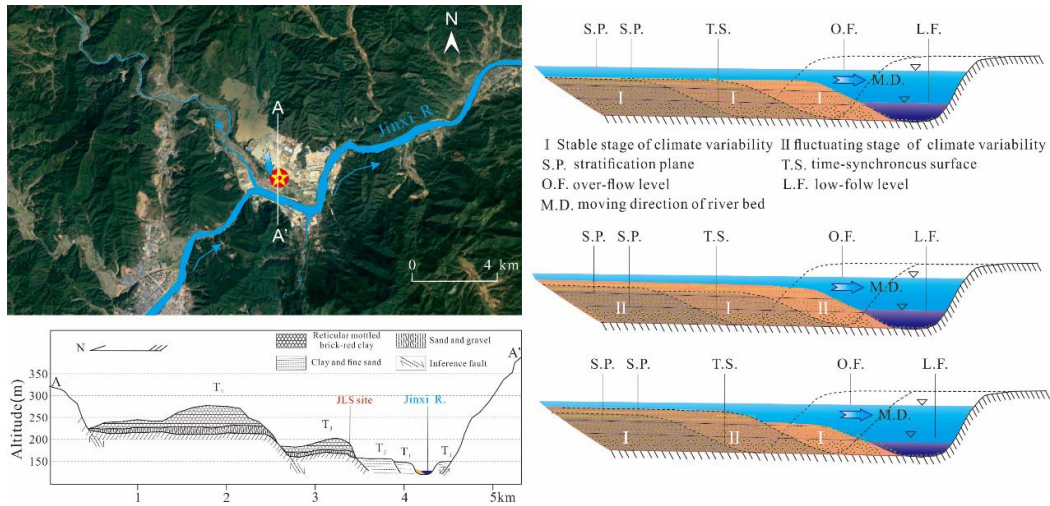 N
A
Jinxi R.
A'
0 4 km
N
Reticular mottled
brick-red clay
Sand and gravel
Clay and fine sand
Inference fault
A
A'
Altitude(m)
350
300
250
200
150
T₃
JLS site
Jinxi R.
T₂
T₁
T₁
1 2 3 4 5km
S.P. S.P. T.S. O.F. L.F.
M.D.
I I I
I Stable stage of climate variability II fluctuating stage of climate variability
S.P. stratification plane T.S. time-synchroncus surface
O.F. over-flow level L.F. low-folw level
M.D. moving direction of river bed
S.P. S.P. T.S. O.F. L.F.
M.D.
II I II
S.P. S.P. T.S. O.F. L.F.
M.D.
I II I